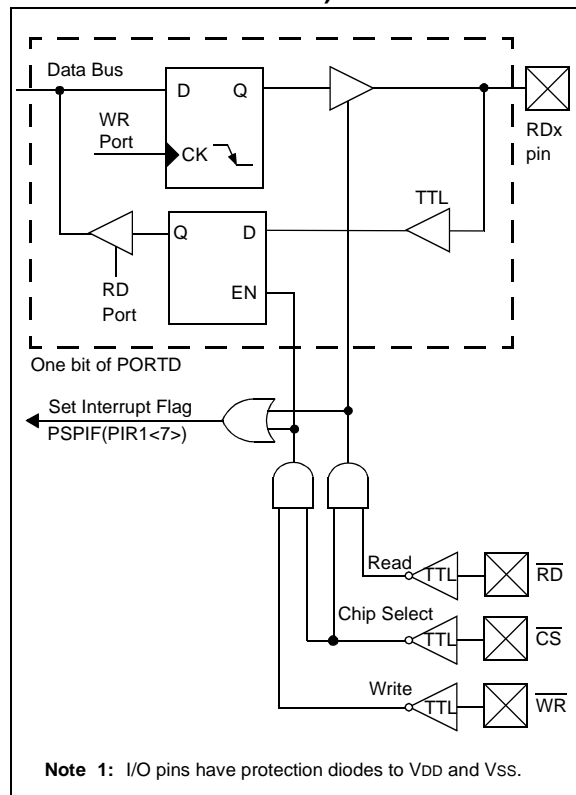 Data Bus
D Q
WR
Port
CK
RDx
pin
TTL
Q D
RD
Port
EN
One bit of PORTD
Set Interrupt Flag
PSPIF(PIR1<7>)
Read
TTL
RD
Chip Select
TTL
CS
Write
TTL
WR
Note 1: I/O pins have protection diodes to VDD and VSS.